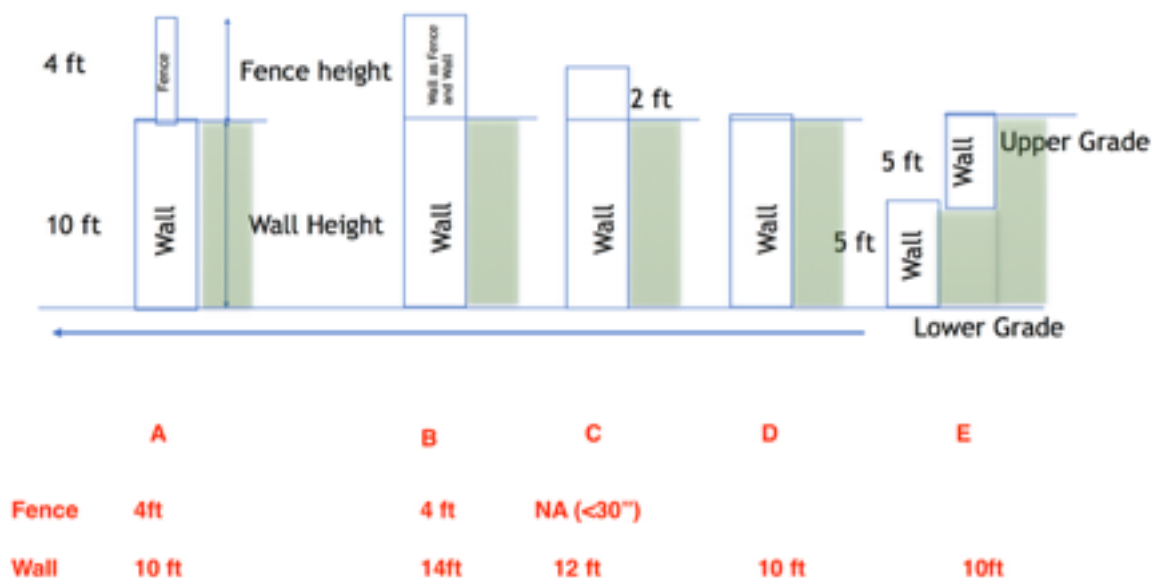 4 ft
Fence
Fence height
Wall as Fence
and Wall
2 ft
Upper Grade
5 ft
Wall
10 ft
Wall
Wall Height
Wall
Wall
Wall
5 ft
Wall
Lower Grade
A B C D E
Fence 4ft 4 ft NA (<30")
Wall 10 ft 14ft 12 ft 10 ft 10ft